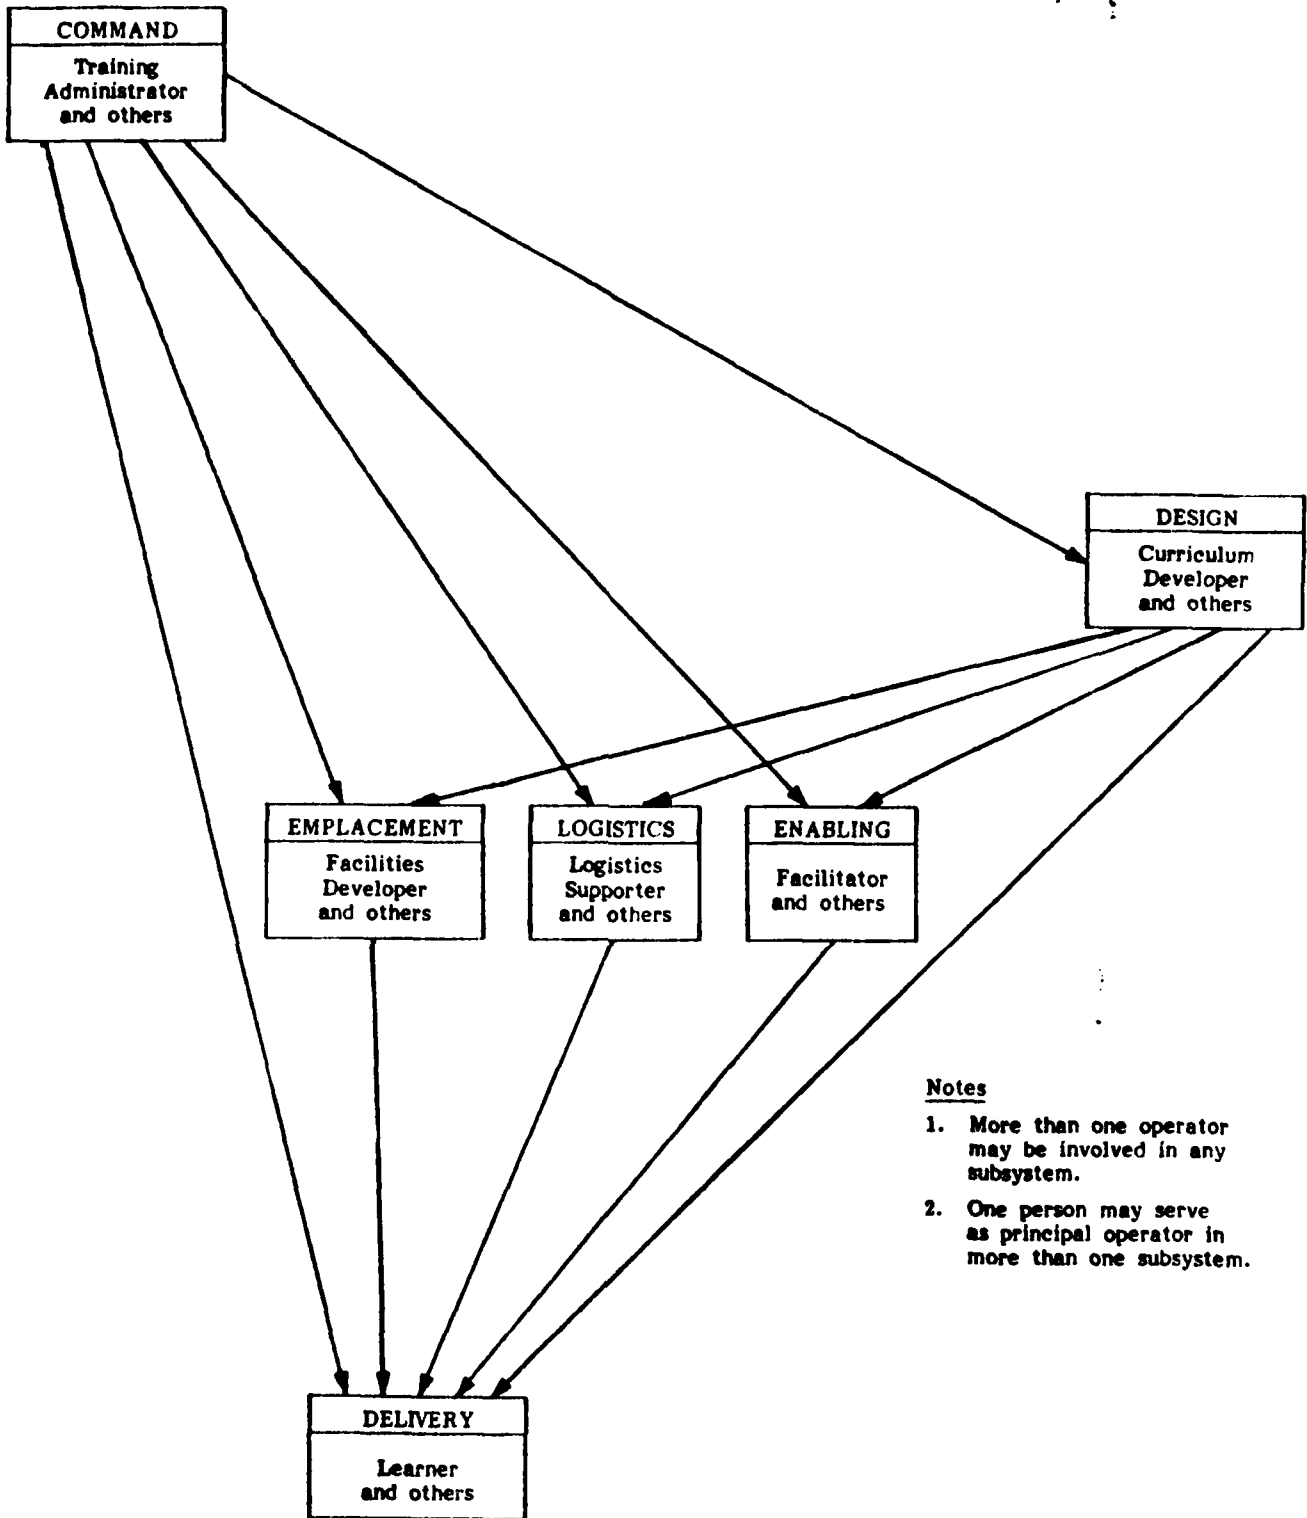 COMMAND
Training
Administrator
and others
DESIGN
Curriculum
Developer
and others
EMPLACEMENT
Facilities
Developer
and others
LOGISTICS
Logistics
Supporter
and others
ENABLING
Facilitator
and others
Notes
1. More than one operator
may be involved in any
subsystem.
2. One person may serve
as principal operator in
more than one subsystem.
DELIVERY
Learner
and others